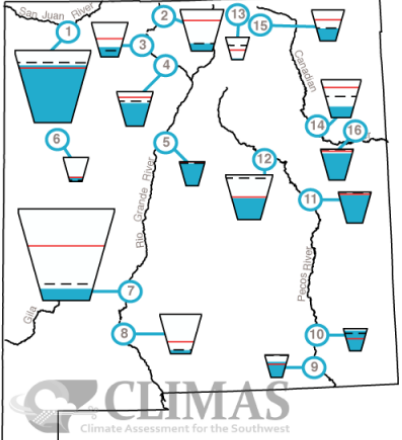 San Juan River
1
2
3
4
13
15
Canadian
14
16
5
6
12
Rio Grande River
11
Pecos River
Gila
7
8
10
9
CLIMAS
Climate Assessment for the Southwest